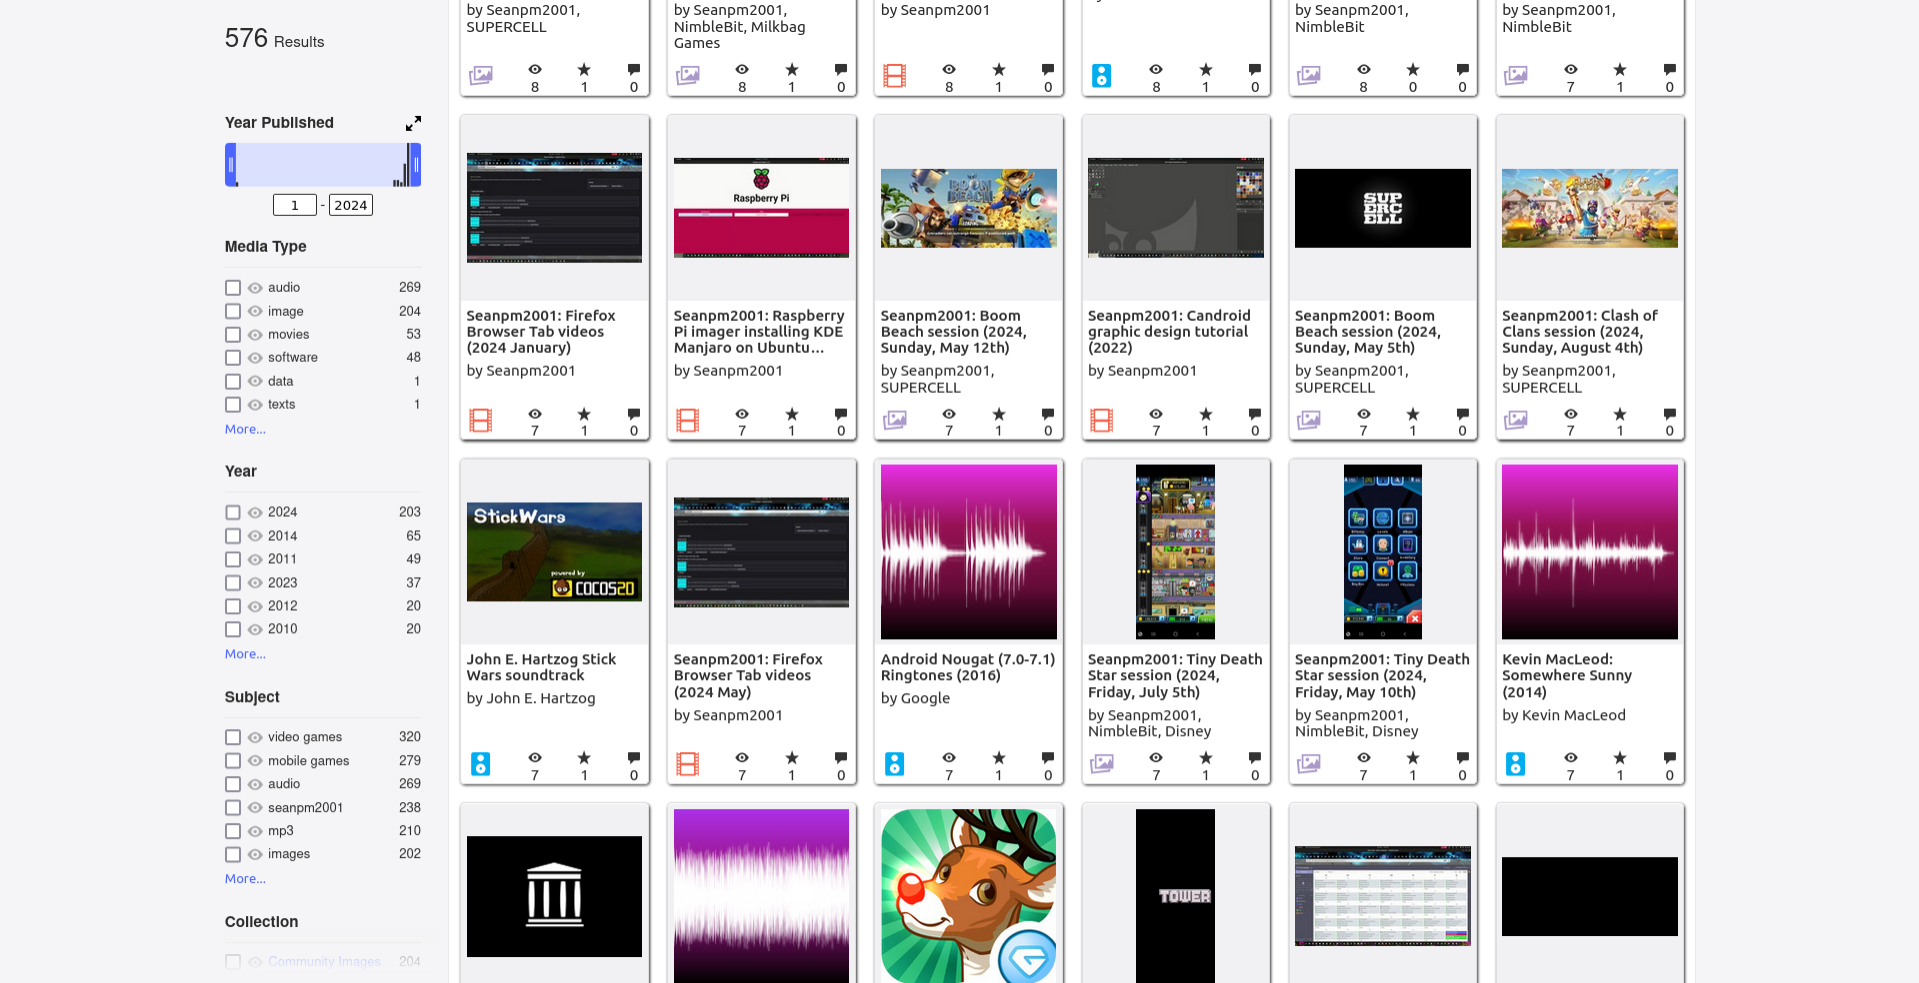 576 Results
Year Published
1 - 2024
Media Type
audio 269
image 204
movies 53
software 48
data 1
texts 1
More...
Year
2024 203
2014 65
2011 49
2023 37
2012 20
2010 20
More...
Subject
video games 320
mobile games 279
audio 269
seanpm2001 238
mp3 210
images 202
More...
Collection
Community Images 204
by Seanpm2001,
SUPERCELL
8 1 0
by Seanpm2001,
NimbleBit, Milkbag
Games
8 1 0
by Seanpm2001
8 1 0
8 1 0
by Seanpm2001,
NimbleBit
8 0 0
by Seanpm2001,
NimbleBit
7 1 0
Seanpm2001: Firefox
Browser Tab videos
(2024 January)
by Seanpm2001
7 1 0
Raspberry Pi
Seanpm2001: Raspberry
Pi imager installing KDE
Manjaro on Ubuntu...
by Seanpm2001
7 1 0
BOOM
BEACH
Seanpm2001: Boom
Beach session (2024,
Sunday, May 12th)
by Seanpm2001,
SUPERCELL
7 1 0
Seanpm2001: Candroid
graphic design tutorial
(2022)
by Seanpm2001
7 1 0
SUP
ERC
ELL
Seanpm2001: Boom
Beach session (2024,
Sunday, May 5th)
by Seanpm2001,
SUPERCELL
7 1 0
Seanpm2001: Clash of
Clans session (2024,
Sunday, August 4th)
by Seanpm2001,
SUPERCELL
7 1 0
StickWars
powered by
COCOS2D
John E. Hartzog Stick
Wars soundtrack
by John E. Hartzog
7 1 0
Seanpm2001: Firefox
Browser Tab videos
(2024 May)
by Seanpm2001
7 1 0
Android Nougat (7.0-7.1)
Ringtones (2016)
by Google
7 1 0
Seanpm2001: Tiny Death
Star session (2024,
Friday, July 5th)
by Seanpm2001,
NimbleBit, Disney
7 1 0
Seanpm2001: Tiny Death
Star session (2024,
Friday, May 10th)
by Seanpm2001,
NimbleBit, Disney
7 1 0
Kevin MacLeod:
Somewhere Sunny
(2014)
by Kevin MacLeod
7 1 0
TOWER